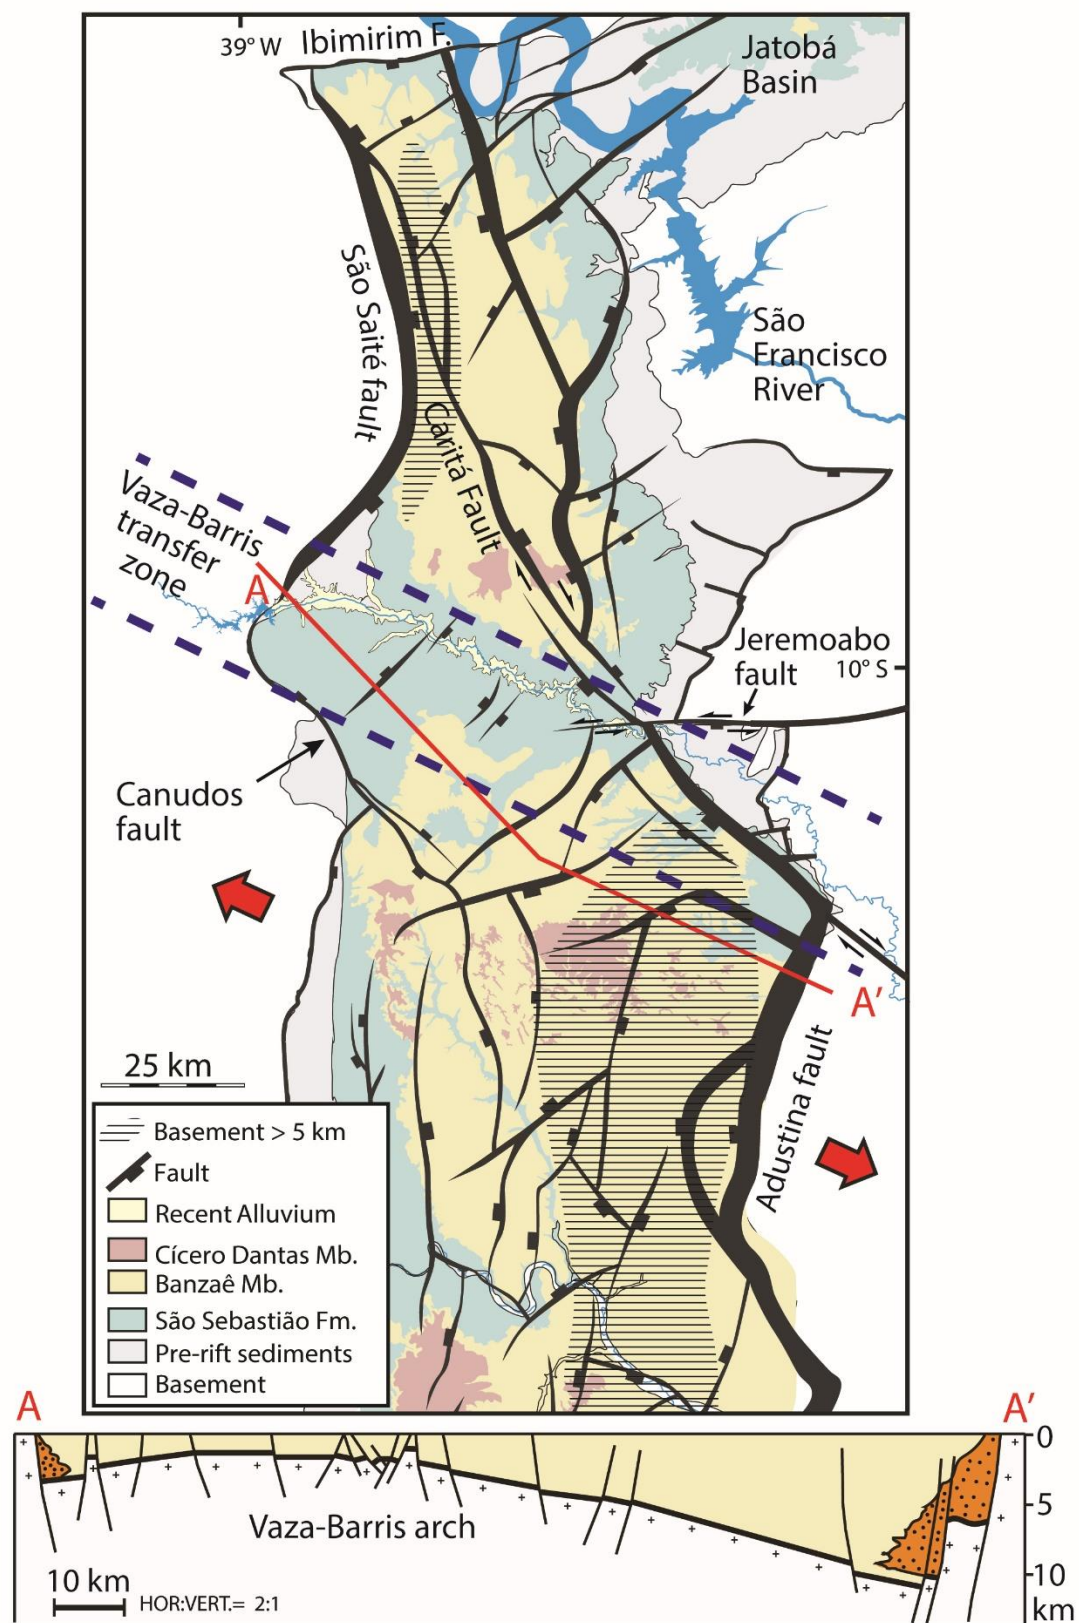 39° W
Ibimirim F.
Jatobá
Basin
São Saité fault
São
Francisco
River
Caritá Fault
Vaza-Barris
transfer
zone
A
Jeremoabo
fault
10° S
Canudos
fault
A'
Adustina fault
25 km
Basement > 5 km
Fault
Recent Alluvium
Cícero Dantas Mb.
Banzaê Mb.
São Sebastião Fm.
Pre-rift sediments
Basement
A
A'
0
5
10
km
Vaza-Barris arch
10 km
HOR:VERT.= 2:1